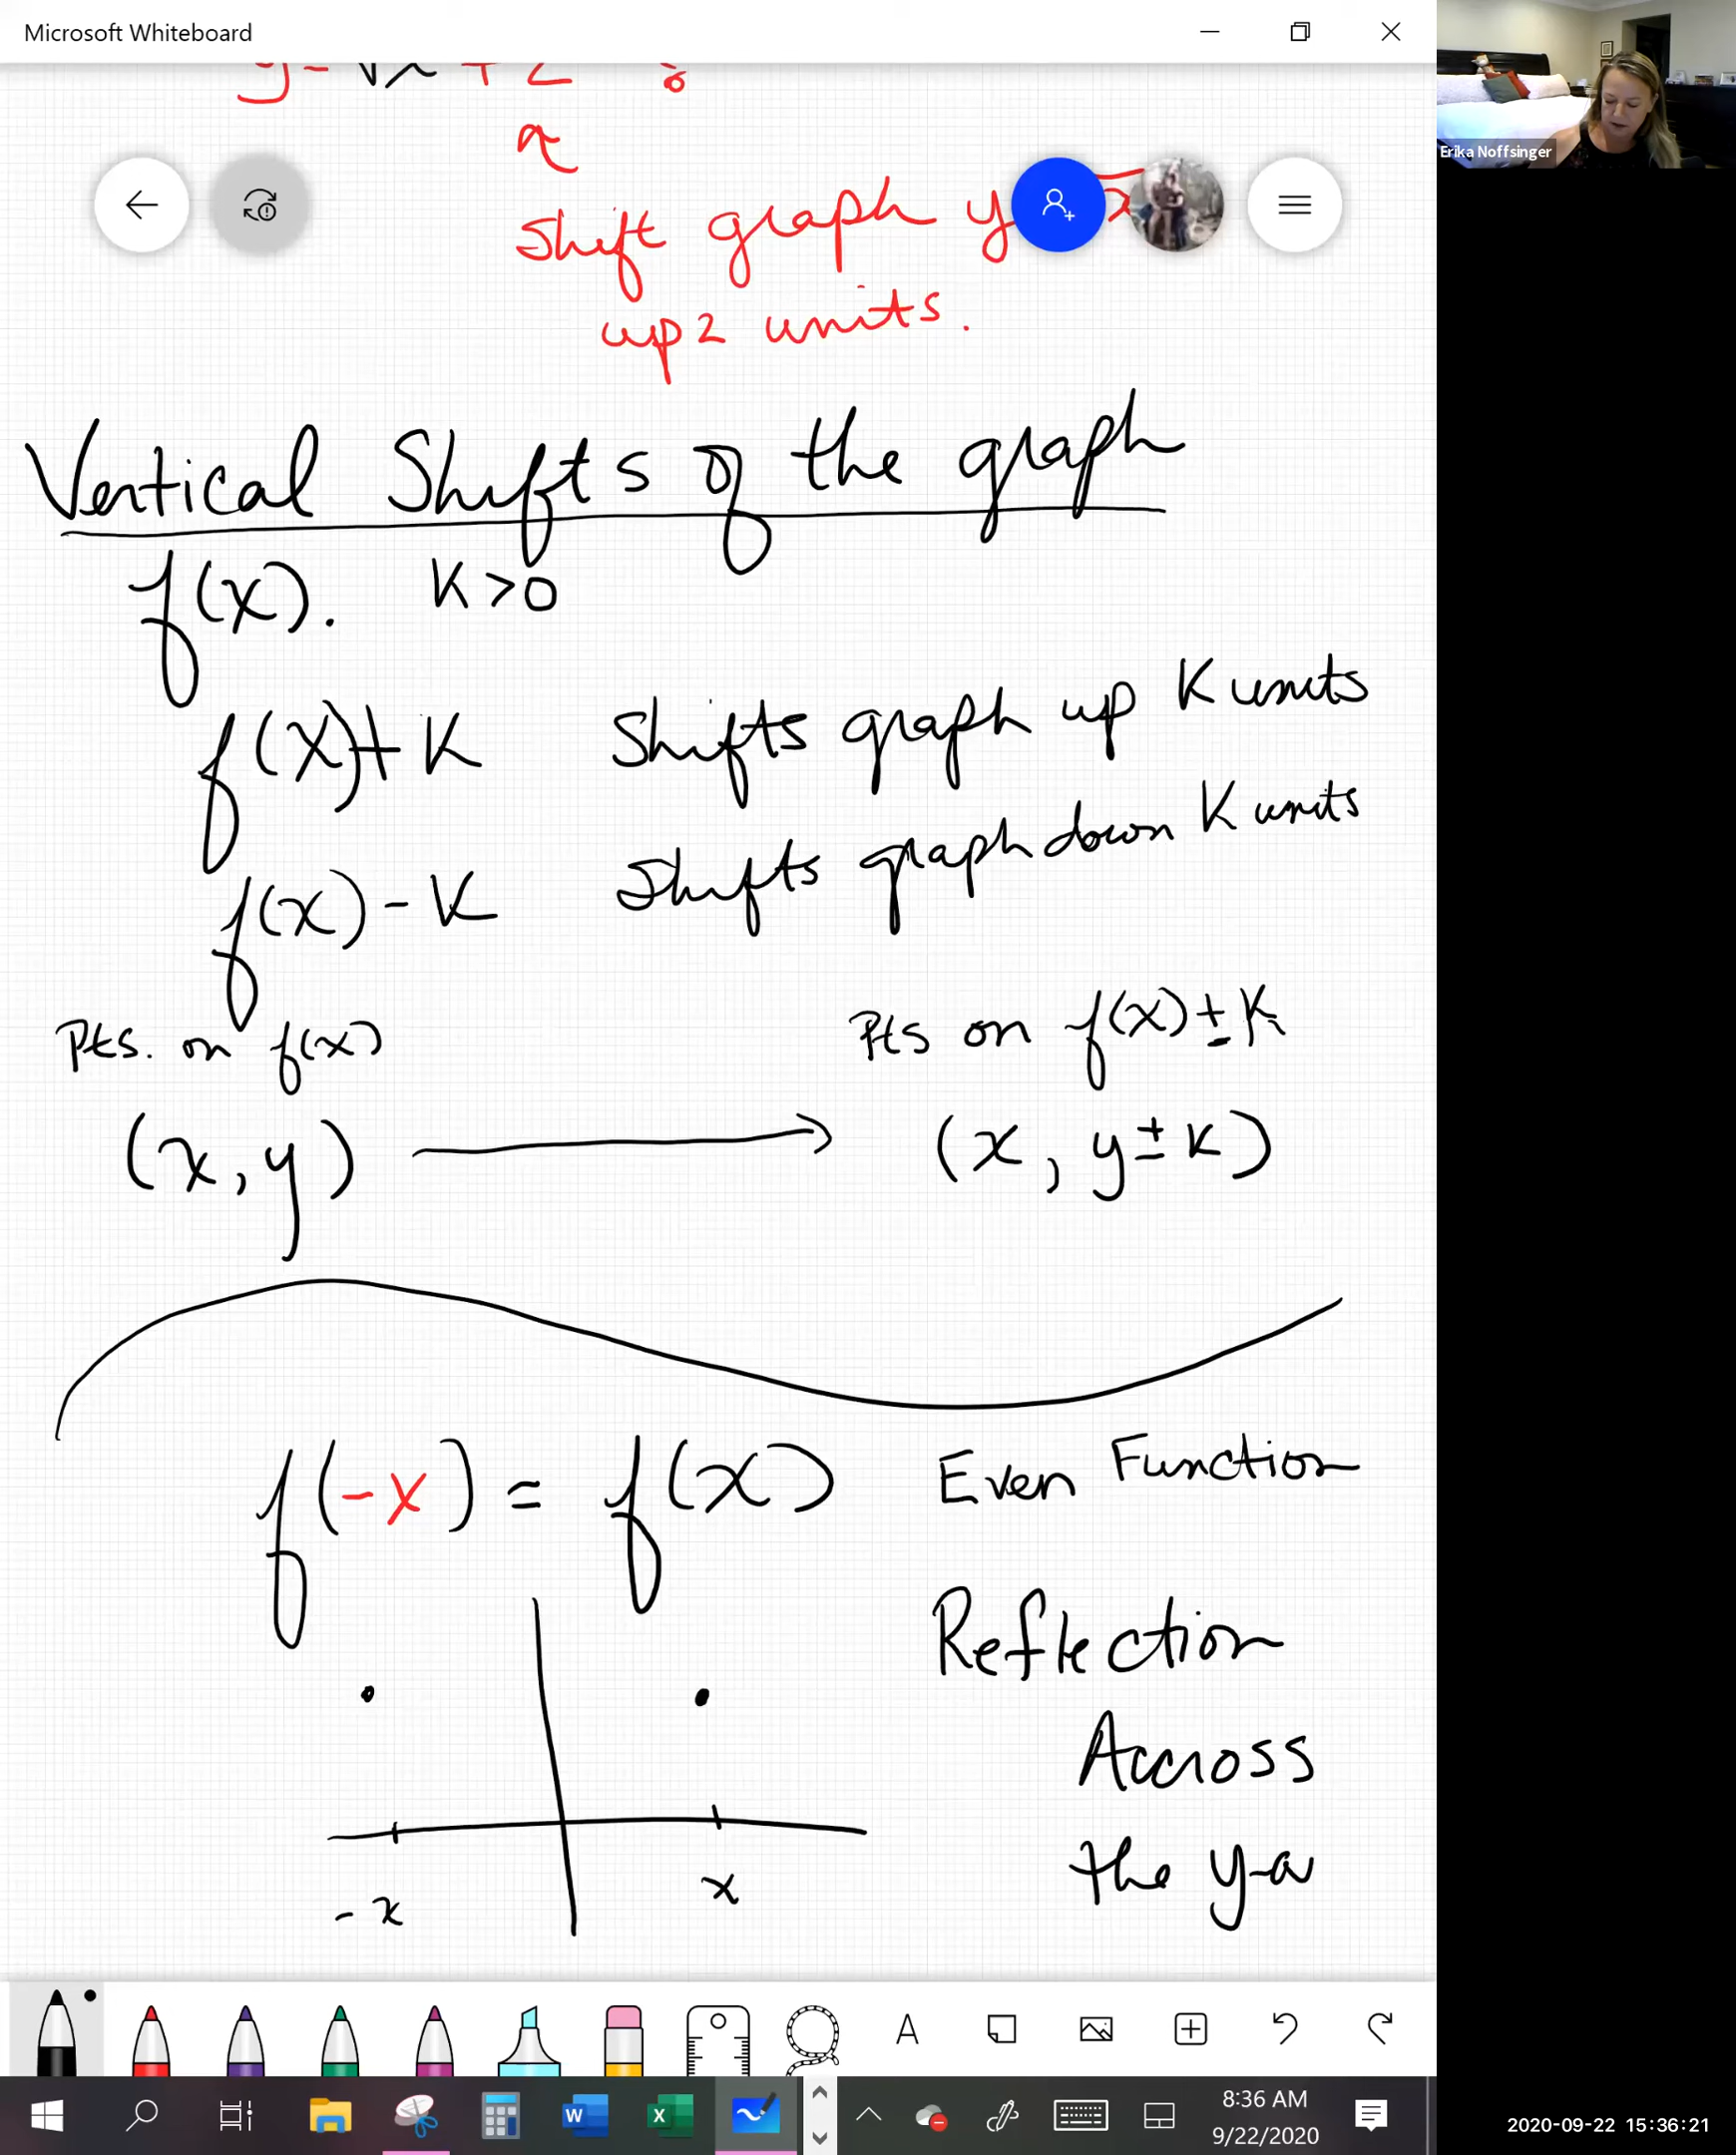 Microsoft Whiteboard
y = √x + 2 :
shift graph y x
up 2 units.
Erika Noffsinger
Vertical Shifts of the graph
f(x). K > 0
f(x) + K Shifts graph up K units
f(x) - K Shifts graph down K units
Pts. on f(x) Pts on f(x) ± K
(x, y) → (x, y ± K)
f(-x) = f(x) Even Function
Reflection
Across
the y-a
-x x
A
W X
8:36 AM
9/22/2020
2020-09-22 15:36:21